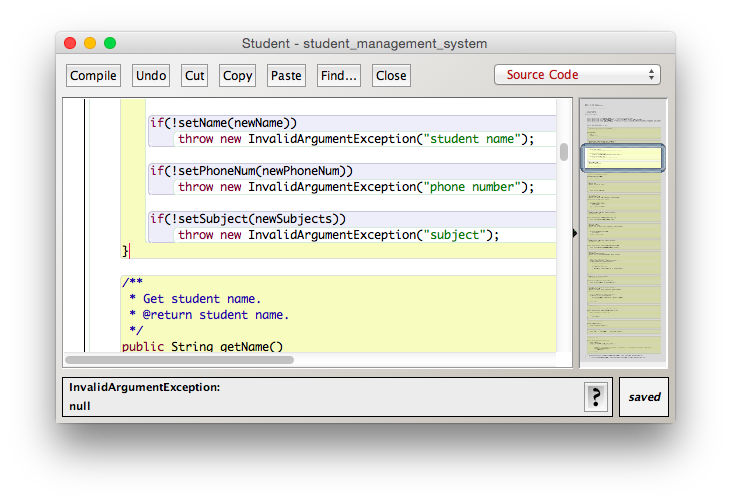 Student - student_management_system
Compile Undo Cut Copy Paste Find... Close Source Code
if(!setName(newName))
throw new InvalidArgumentException("student name");
if(!setPhoneNum(newPhoneNum))
throw new InvalidArgumentException("phone number");
if(!setSubject(newSubjects))
throw new InvalidArgumentException("subject");
}
/**
* Get student name.
* @return student name.
*/
public String getName()
InvalidArgumentException:
null
?
saved